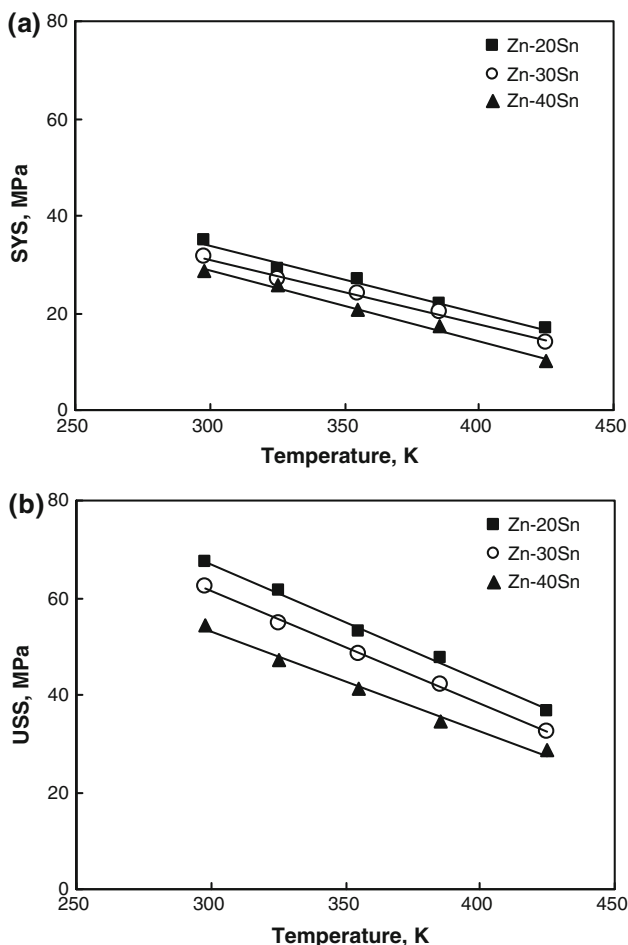 (a)
80
60
40
20
0
SYS, MPa
Zn-20Sn
Zn-30Sn
Zn-40Sn
250 300 350 400 450
Temperature, K
(b)
80
60
40
20
0
USS, MPa
Zn-20Sn
Zn-30Sn
Zn-40Sn
250 300 350 400 450
Temperature, K